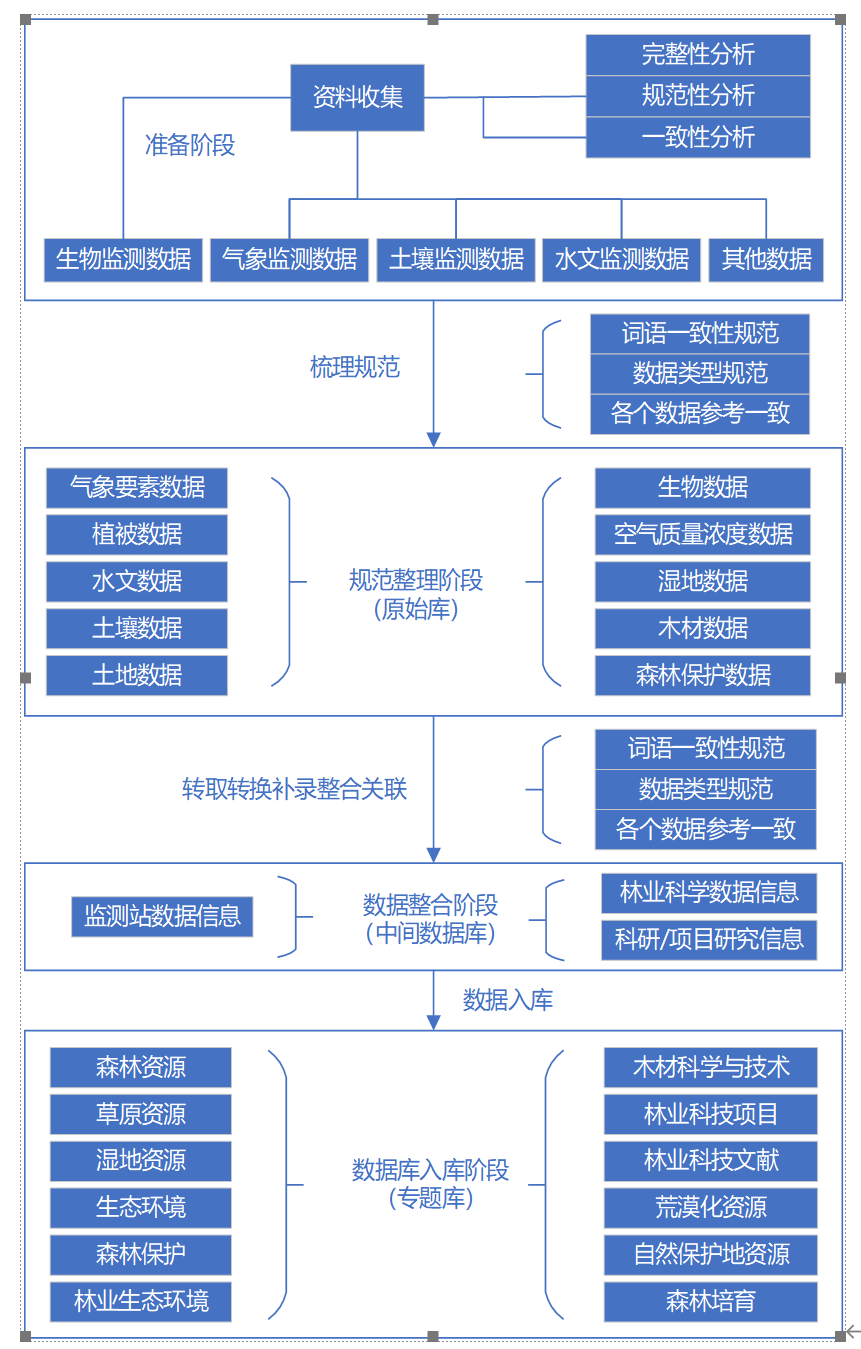 资料收集
完整性分析
规范性分析
一致性分析
准备阶段
生物监测数据
气象监测数据
土壤监测数据
水文监测数据
其他数据
梳理规范
词语一致性规范
数据类型规范
各个数据参考一致
气象要素数据
植被数据
水文数据
土壤数据
土地数据
规范整理阶段
(原始库)
生物数据
空气质量浓度数据
湿地数据
木材数据
森林保护数据
转取转换补录整合关联
词语一致性规范
数据类型规范
各个数据参考一致
监测站数据信息
数据整合阶段
(中间数据库)
林业科学数据信息
科研/项目研究信息
数据入库
森林资源
草原资源
湿地资源
生态环境
森林保护
林业生态环境
数据库入库阶段
(专题库)
木材科学与技术
林业科技项目
林业科技文献
荒漠化资源
自然保护地资源
森林培育